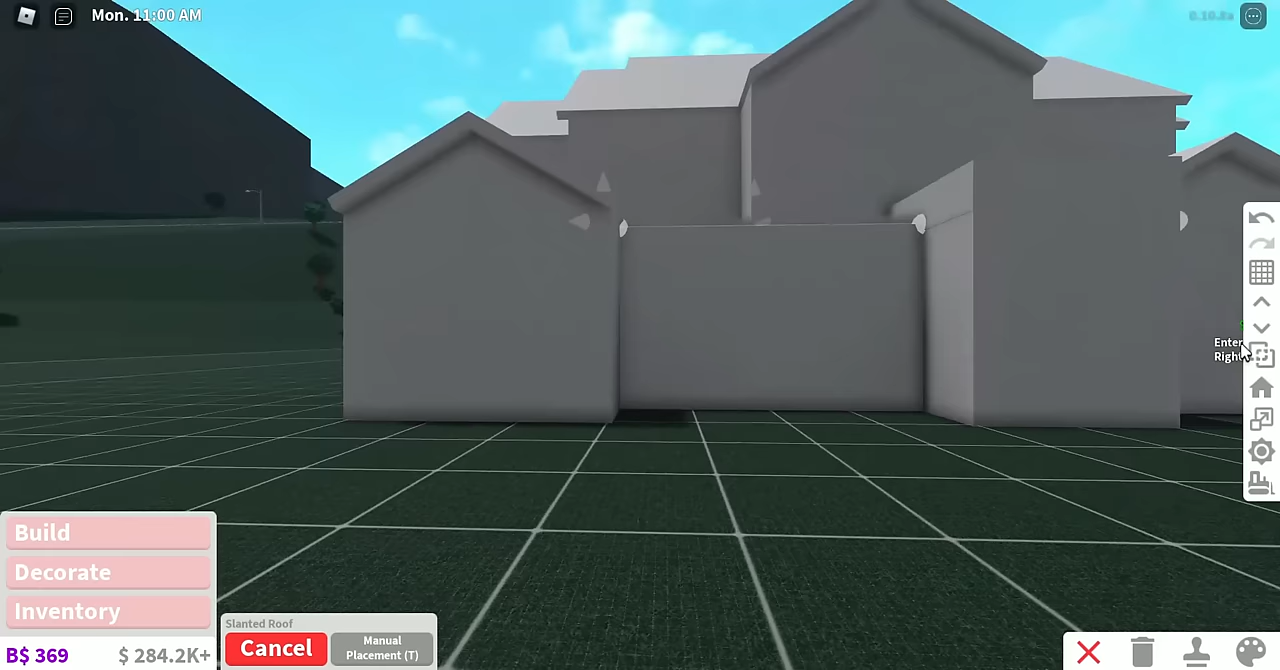 Mon. 11:00 AM
Enter
Right
Build
Decorate
Inventory
B$ 369
$ 284.2K+
Slanted Roof
Cancel
Manual
Placement (T)